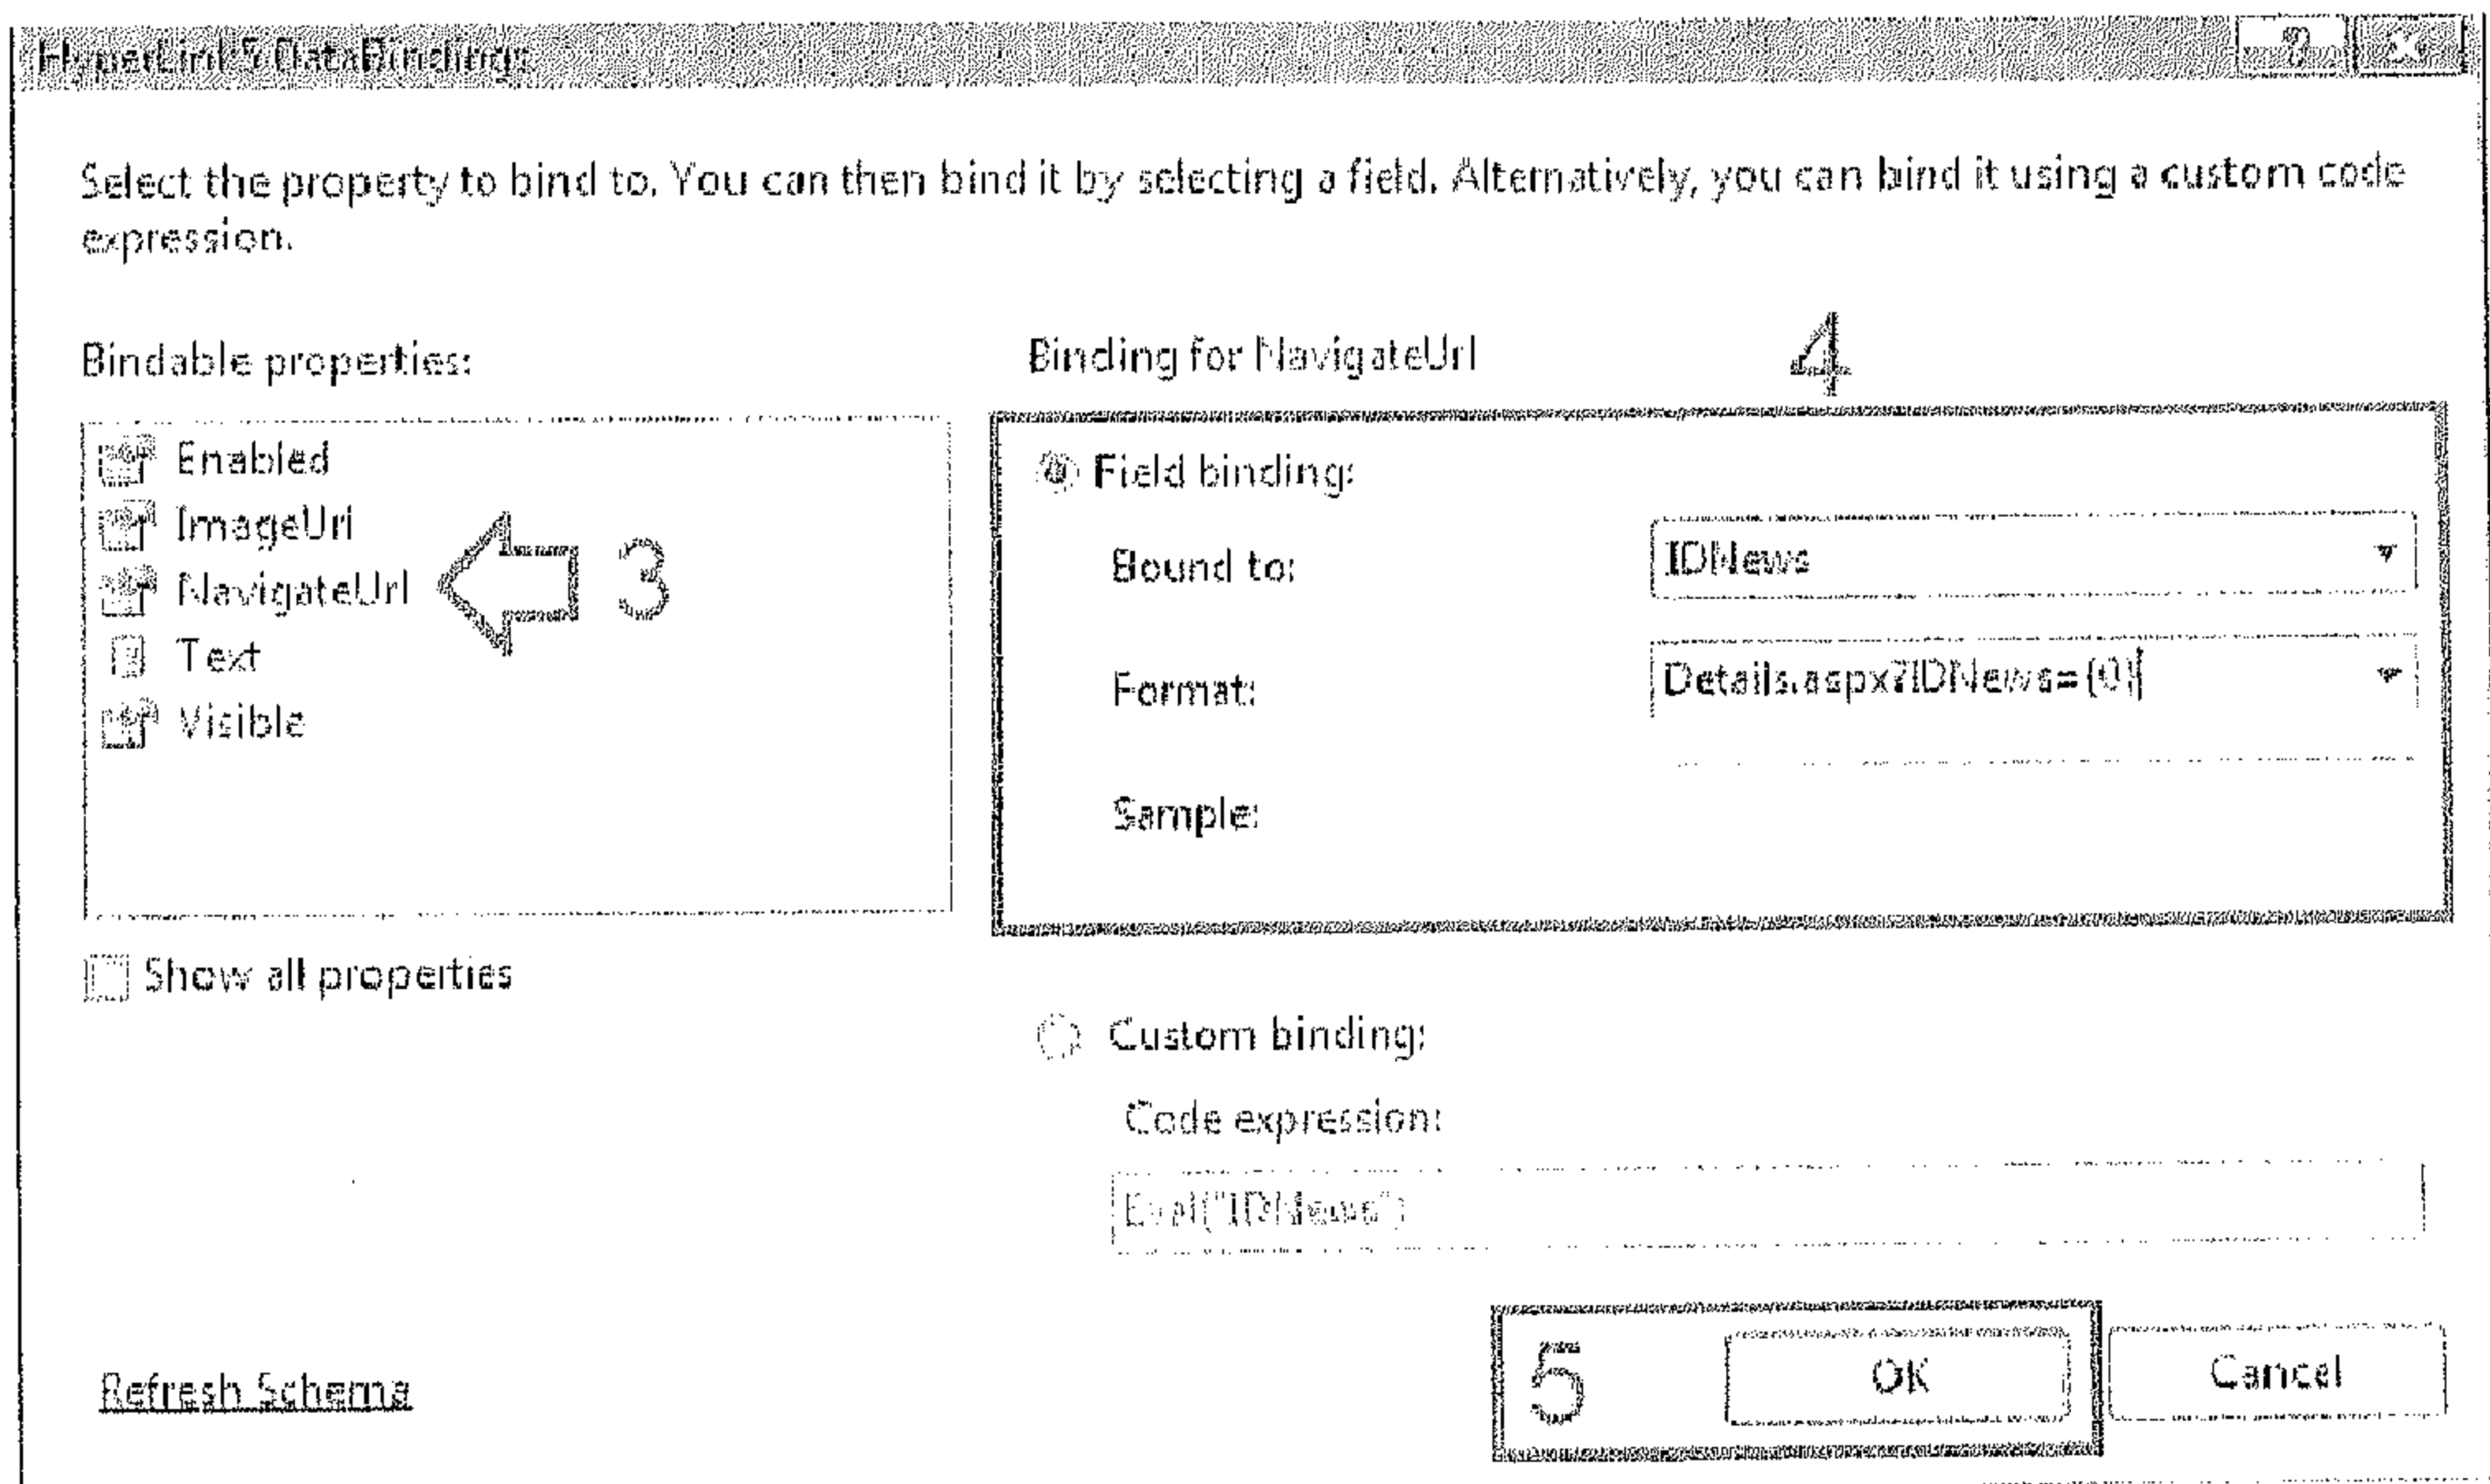 HyperLink5 DataBindings
?
Select the property to bind to. You can then bind it by selecting a field. Alternatively, you can bind it using a custom code
expression.
Bindable properties:
Enabled
ImageUrl
NavigateUrl
3
Text
Visible
Show all properties
Binding for NavigateUrl
4
Field binding:
Bound to:
IDNews
Format:
Details.aspx?IDNews={0}
Sample:
Custom binding:
Code expression:
Eval("IDNews")
Refresh Schema
5
OK
Cancel